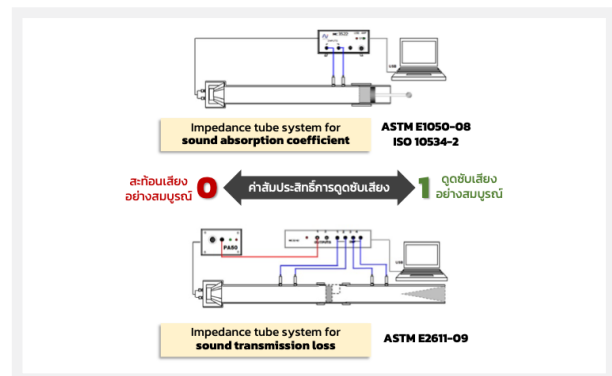 USB
Impedance tube system for
sound absorption coefficient
ASTM E1050-08
ISO 10534-2
สะท้อนเสียง
อย่างสมบูรณ์
0
ค่าสัมประสิทธิ์การดูดซับเสียง
1
ดูดซับเสียง
อย่างสมบูรณ์
PA50
USB
Impedance tube system for
sound transmission loss
ASTM E2611-09